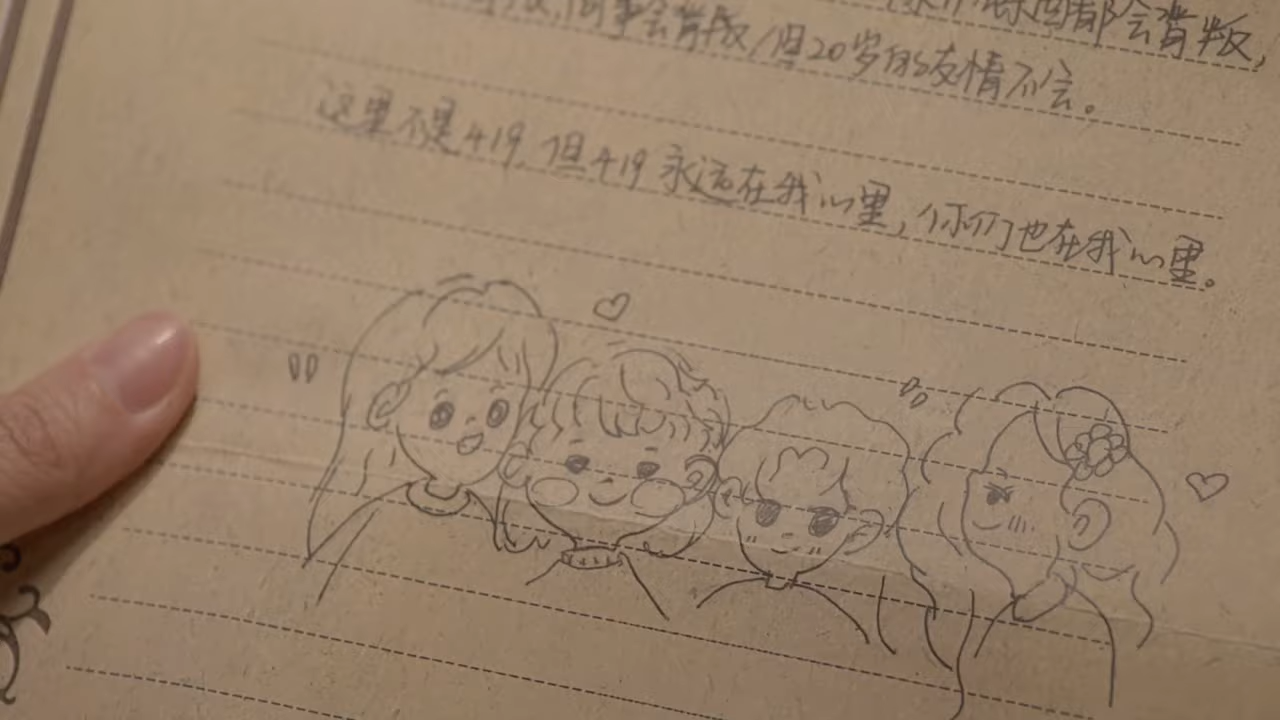 都会背叛,
同事会背叛,但20岁的友情不会。
这里不是419,但419永远在我心里,你们也在我心里。